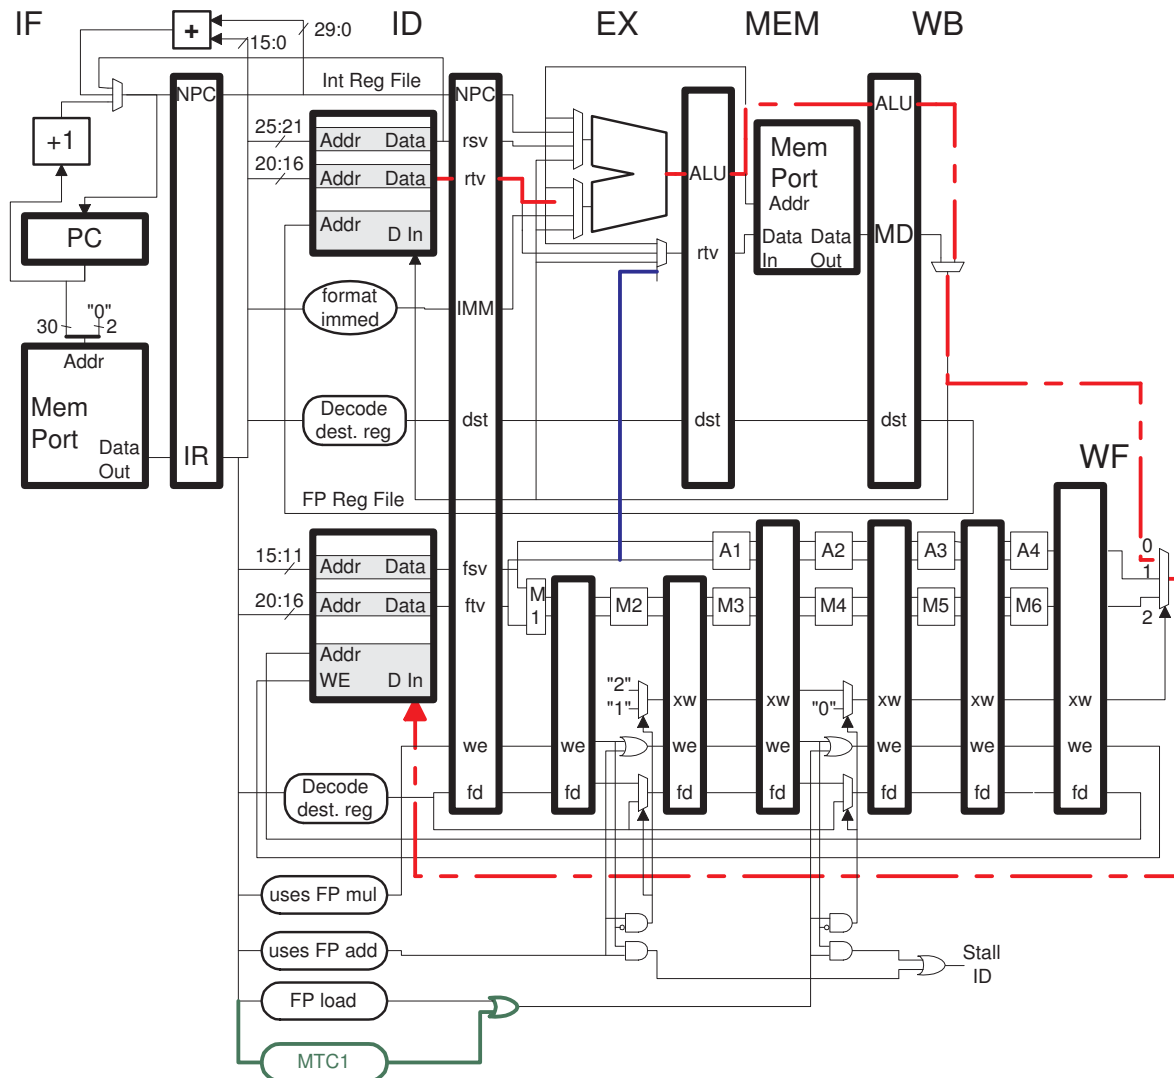 IF
ID
EX
MEM
WB
+
29:0
15:0
+1
PC
30
"0"
2
Addr
Mem
Port
Data
Out
NPC
IR
Int Reg File
25:21
20:16
Addr
Data
Addr
Data
Addr
D In
format
immed
Decode
dest. reg
NPC
rsv
rtv
IMM
dst
ALU
rtv
dst
Mem
Port
Addr
Data
In
Data
Out
ALU
MD
dst
WF
FP Reg File
15:11
20:16
Addr
Data
Addr
Data
Addr
WE
D In
fsv
ftv
we
fd
M
1
we
fd
M2
"2"
"1"
xw
we
fd
A1
M3
xw
we
fd
A2
M4
"0"
xw
we
fd
A3
M5
xw
we
fd
A4
M6
xw
we
fd
0
1
2
Decode
dest. reg
uses FP mul
uses FP add
FP load
MTC1
Stall
ID